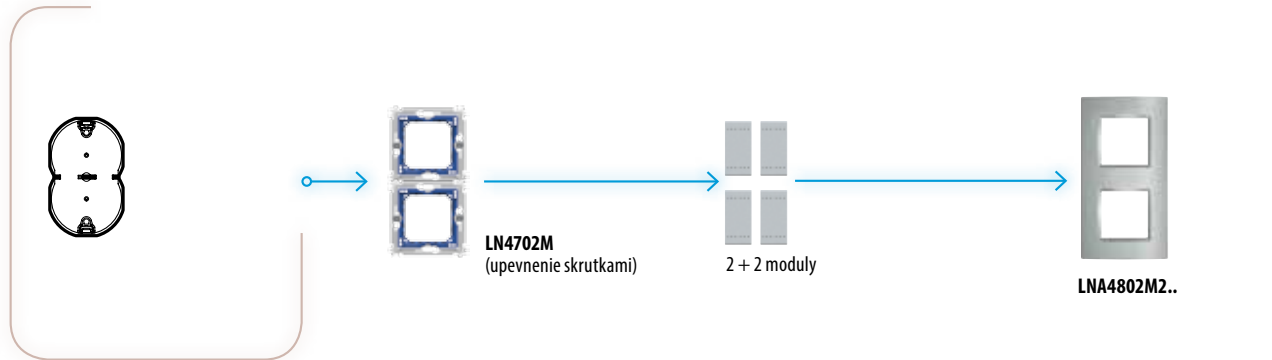 LN4702M
(upevnenie skrutkami)
2 + 2 moduly
LNA4802M2..